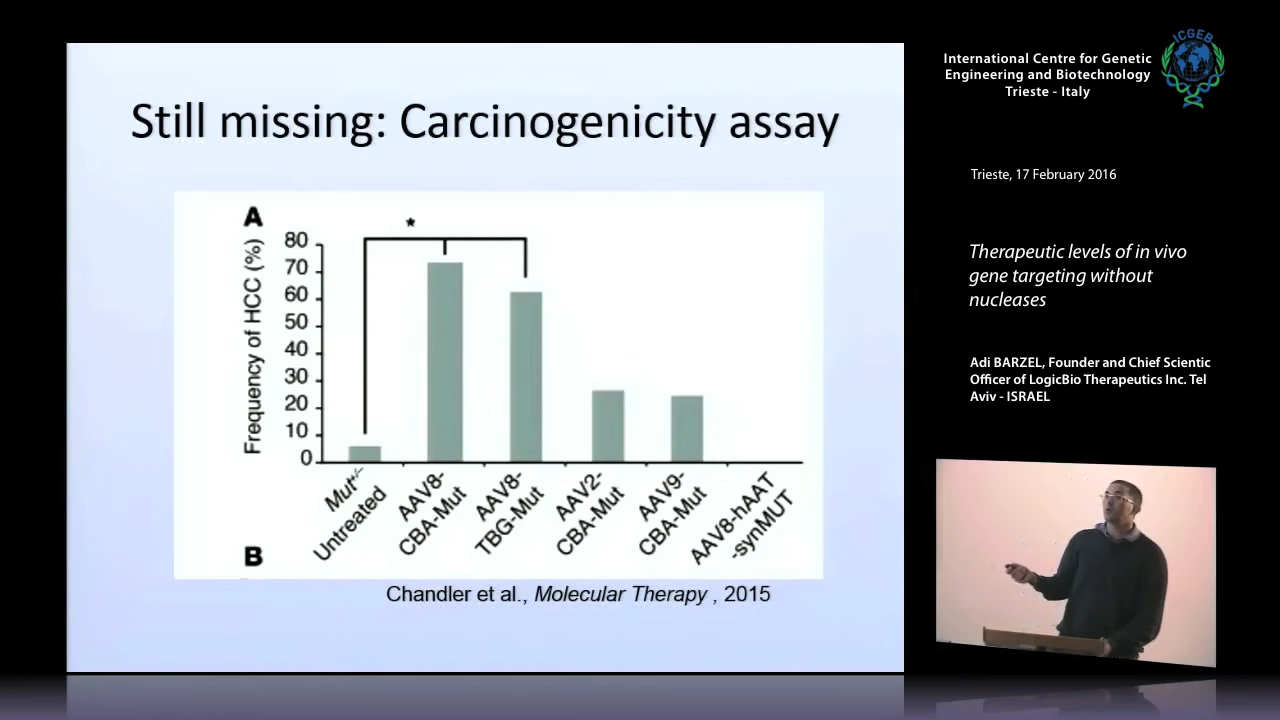 Still missing: Carcinogenicity assay
A
*
Frequency of HCC (%)
80
70
60
50
40
30
20
10
0
Mut+/-
Untreated
AAV8-
CBA-Mut
AAV8-
TBG-Mut
AAV2-
CBA-Mut
AAV9-
CBA-Mut
AAV8-hAAT
-synMUT
B
Chandler et al., Molecular Therapy , 2015
International Centre for Genetic
Engineering and Biotechnology
Trieste - Italy
ICGEB
Trieste, 17 February 2016
Therapeutic levels of in vivo
gene targeting without
nucleases
Adi BARZEL, Founder and Chief Scientic
Officer of LogicBio Therapeutics Inc. Tel
Aviv - ISRAEL